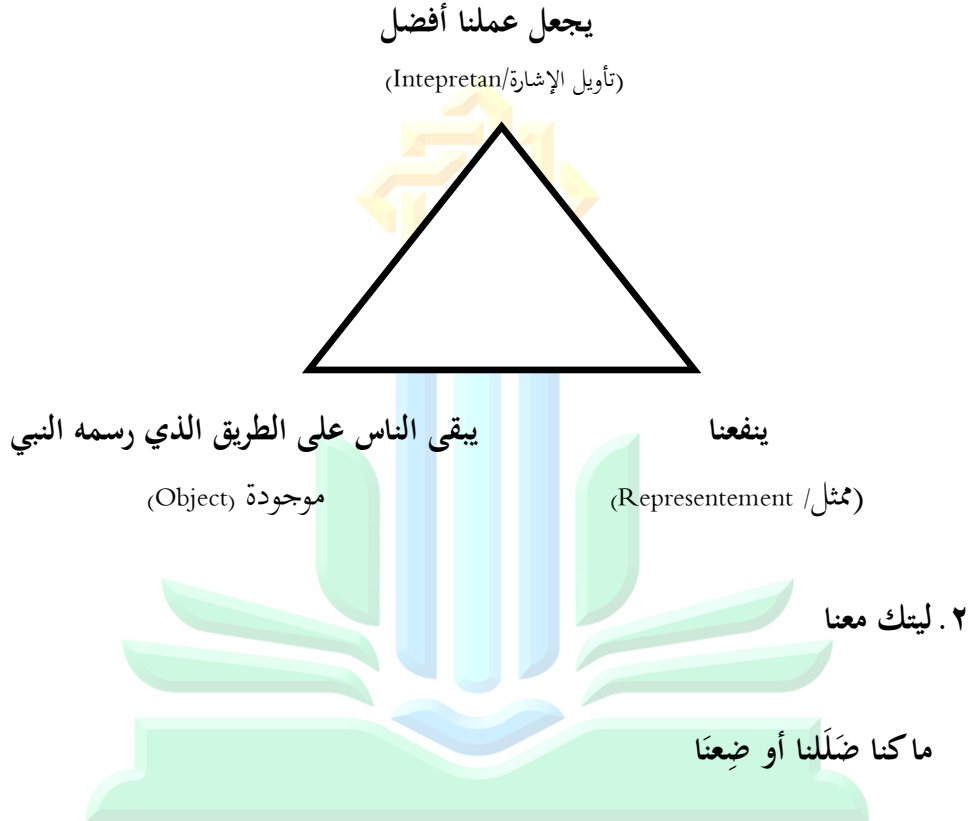 يجعل عملنا أفضل
(تأويل الإشارة/Intepretan)
ينفعنا
يبقى الناس على الطريق الذي رسمه النبي
(ممثل/ Representement)
موجودة (Object)
٢. ليتك معنا
ما كنا ضَلَلنا أو ضِعنَا